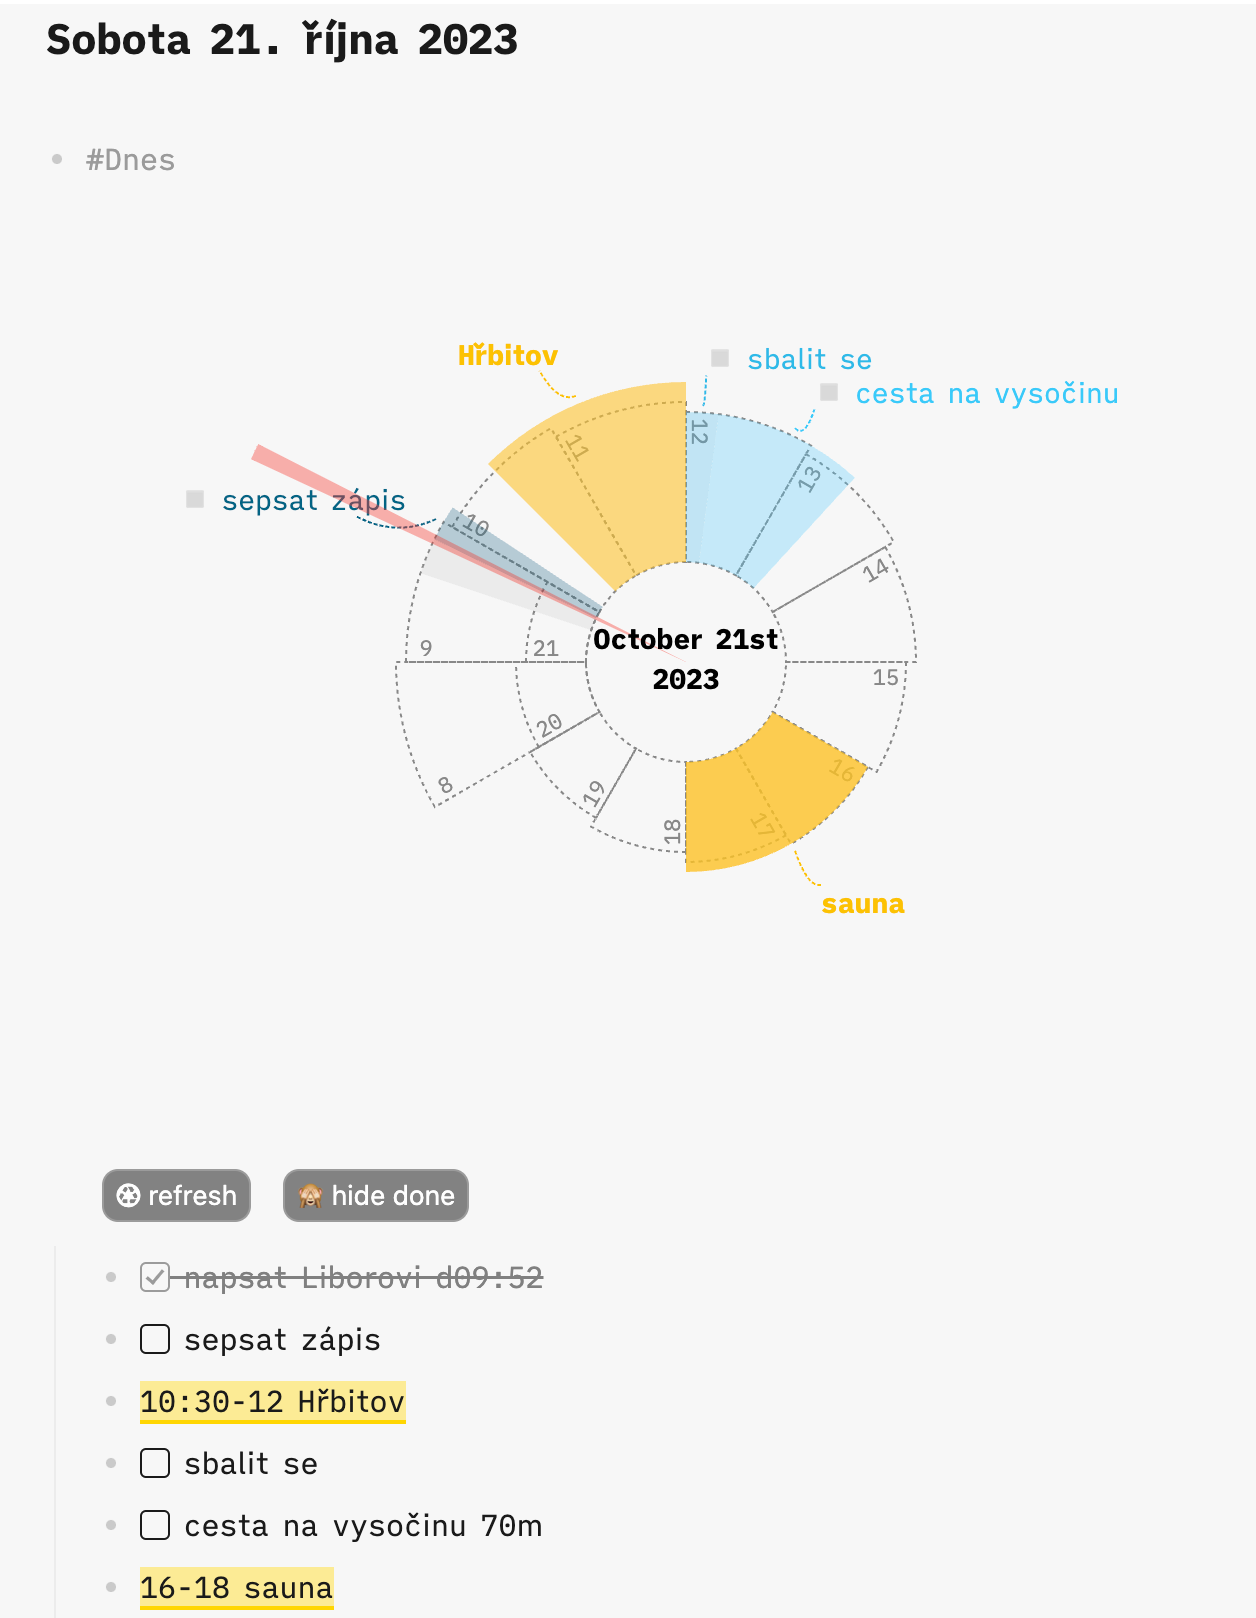 Sobota 21. října 2023
#Dnes
Hřbitov
sbalit se
cesta na vysočinu
12
11
13
sepsat zápis
10
14
9
21
October 21st
2023
15
20
16
8
19
17
18
sauna
refresh
hide done
napsat Liborovi d09:52
sepsat zápis
10:30-12 Hřbitov
sbalit se
cesta na vysočinu 70m
16-18 sauna